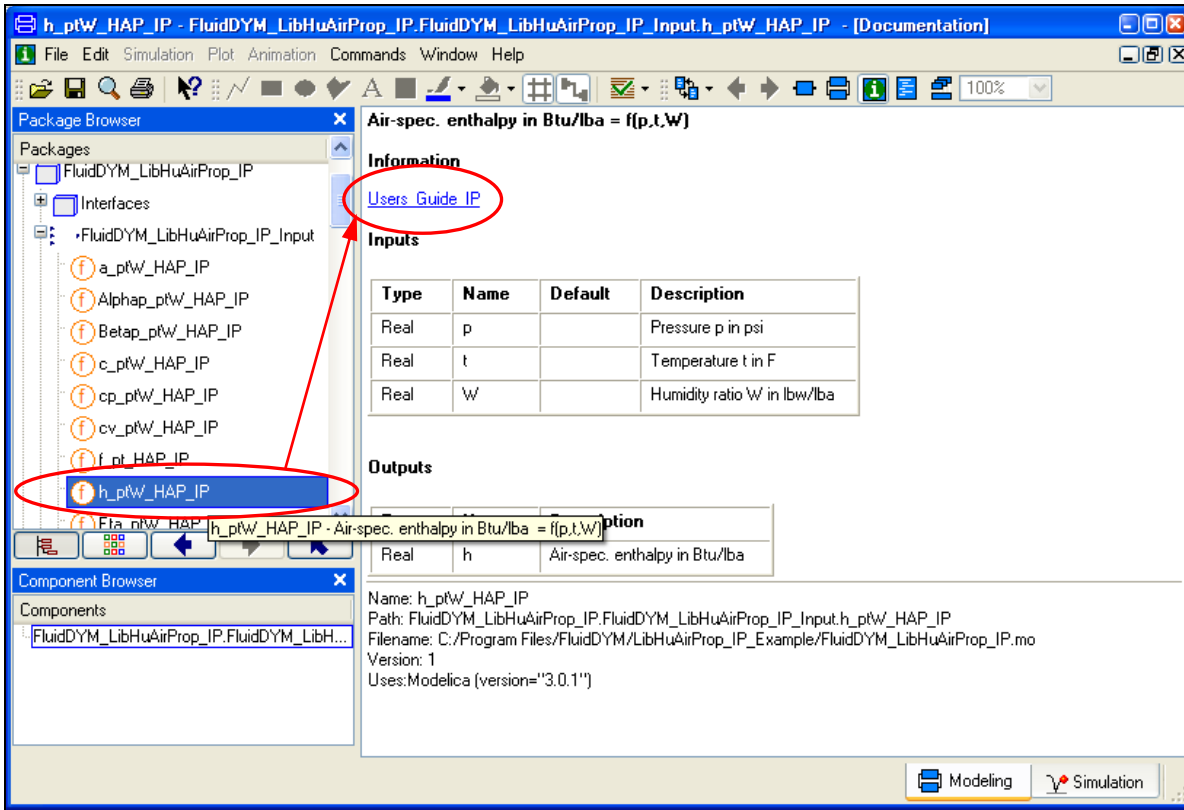 h_ptW_HAP_IP - FluidDYM_LibHuAirProp_IP.FluidDYM_LibHuAirProp_IP_Input.h_ptW_HAP_IP - [Documentation]
File Edit Simulation Plot Animation Commands Window Help
100%
Package Browser
Packages
FluidDYM_LibHuAirProp_IP
Interfaces
FluidDYM_LibHuAirProp_IP_Input
f a_ptW_HAP_IP
f Alphap_ptW_HAP_IP
f Betap_ptW_HAP_IP
f c_ptW_HAP_IP
f cp_ptW_HAP_IP
f cv_ptW_HAP_IP
f f_pt_HAP_IP
f h_ptW_HAP_IP
f Eta_ptW_HAP
h_ptW_HAP_IP - Air-spec. enthalpy in Btu/lba = f(p,t,W)
Component Browser
Components
FluidDYM_LibHuAirProp_IP.FluidDYM_LibH...
Air-spec. enthalpy in Btu/lba = f(p,t,W)
Information
Users_Guide_IP
Inputs
Type Name Default Description
Real p Pressure p in psi
Real t Temperature t in F
Real W Humidity ratio W in lbw/lba
Outputs
ption
Real h Air-spec. enthalpy in Btu/lba
Name: h_ptW_HAP_IP
Path: FluidDYM_LibHuAirProp_IP.FluidDYM_LibHuAirProp_IP_Input.h_ptW_HAP_IP
Filename: C:/Program Files/FluidDYM/LibHuAirProp_IP_Example/FluidDYM_LibHuAirProp_IP.mo
Version: 1
Uses:Modelica (version="3.0.1")
Modeling Simulation